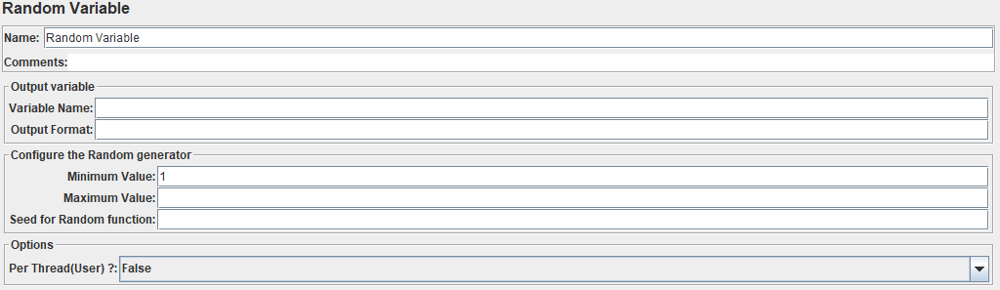 Random Variable
Name: Random Variable
Comments:
Output variable
Variable Name:
Output Format:
Configure the Random generator
Minimum Value: 1
Maximum Value:
Seed for Random function:
Options
Per Thread(User) ?: False